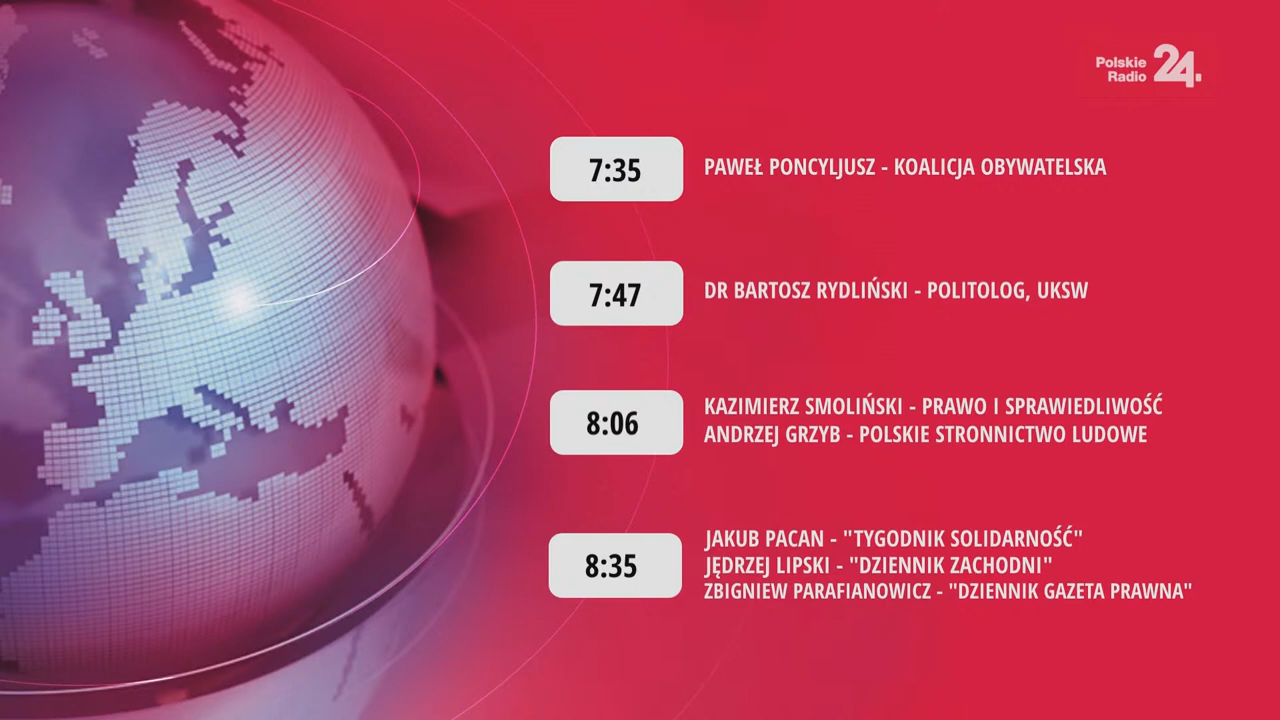 Polskie
Radio 24.
7:35 PAWEŁ PONCYLJUSZ - KOALICJA OBYWATELSKA
7:47 DR BARTOSZ RYDLIŃSKI - POLITOLOG, UKSW
8:06 KAZIMIERZ SMOLIŃSKI - PRAWO I SPRAWIEDLIWOŚĆ
ANDRZEJ GRZYB - POLSKIE STRONNICTWO LUDOWE
8:35 JAKUB PACAN - "TYGODNIK SOLIDARNOŚĆ"
JĘDRZEJ LIPSKI - "DZIENNIK ZACHODNI"
ZBIGNIEW PARAFIANOWICZ - "DZIENNIK GAZETA PRAWNA"